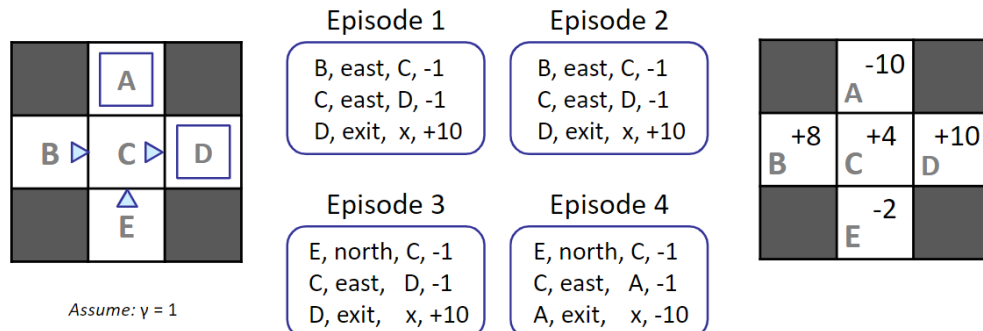 A
B C D
E
Assume: γ = 1
Episode 1
B, east, C, -1
C, east, D, -1
D, exit, x, +10
Episode 2
B, east, C, -1
C, east, D, -1
D, exit, x, +10
Episode 3
E, north, C, -1
C, east, D, -1
D, exit, x, +10
Episode 4
E, north, C, -1
C, east, A, -1
A, exit, x, -10
-10
A
+8 +4 +10
B C D
-2
E